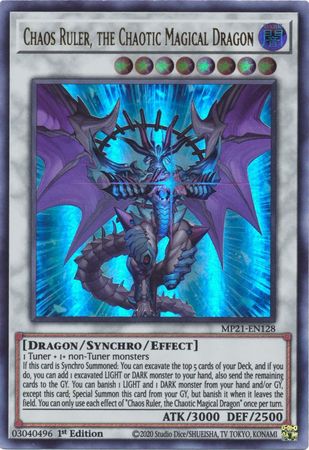 Chaos Ruler, the Chaotic Magical Dragon
MP21-EN128
[Dragon/Synchro/Effect]
1 Tuner + 1+ non-Tuner monsters
If this card is Synchro Summoned: You can excavate the top 5 cards of your Deck, and if you
do, you can add 1 excavated LIGHT or DARK monster to your hand, also send the remaining
cards to the GY. You can banish 1 LIGHT and 1 DARK monster from your hand and/or GY,
except this card; Special Summon this card from your GY, but banish it when it leaves the
field. You can only use each effect of "Chaos Ruler, the Chaotic Magical Dragon" once per turn.
ATK/3000 DEF/2500
03040496 1st Edition ©2020 Studio Dice/SHUEISHA, TV TOKYO, KONAMI